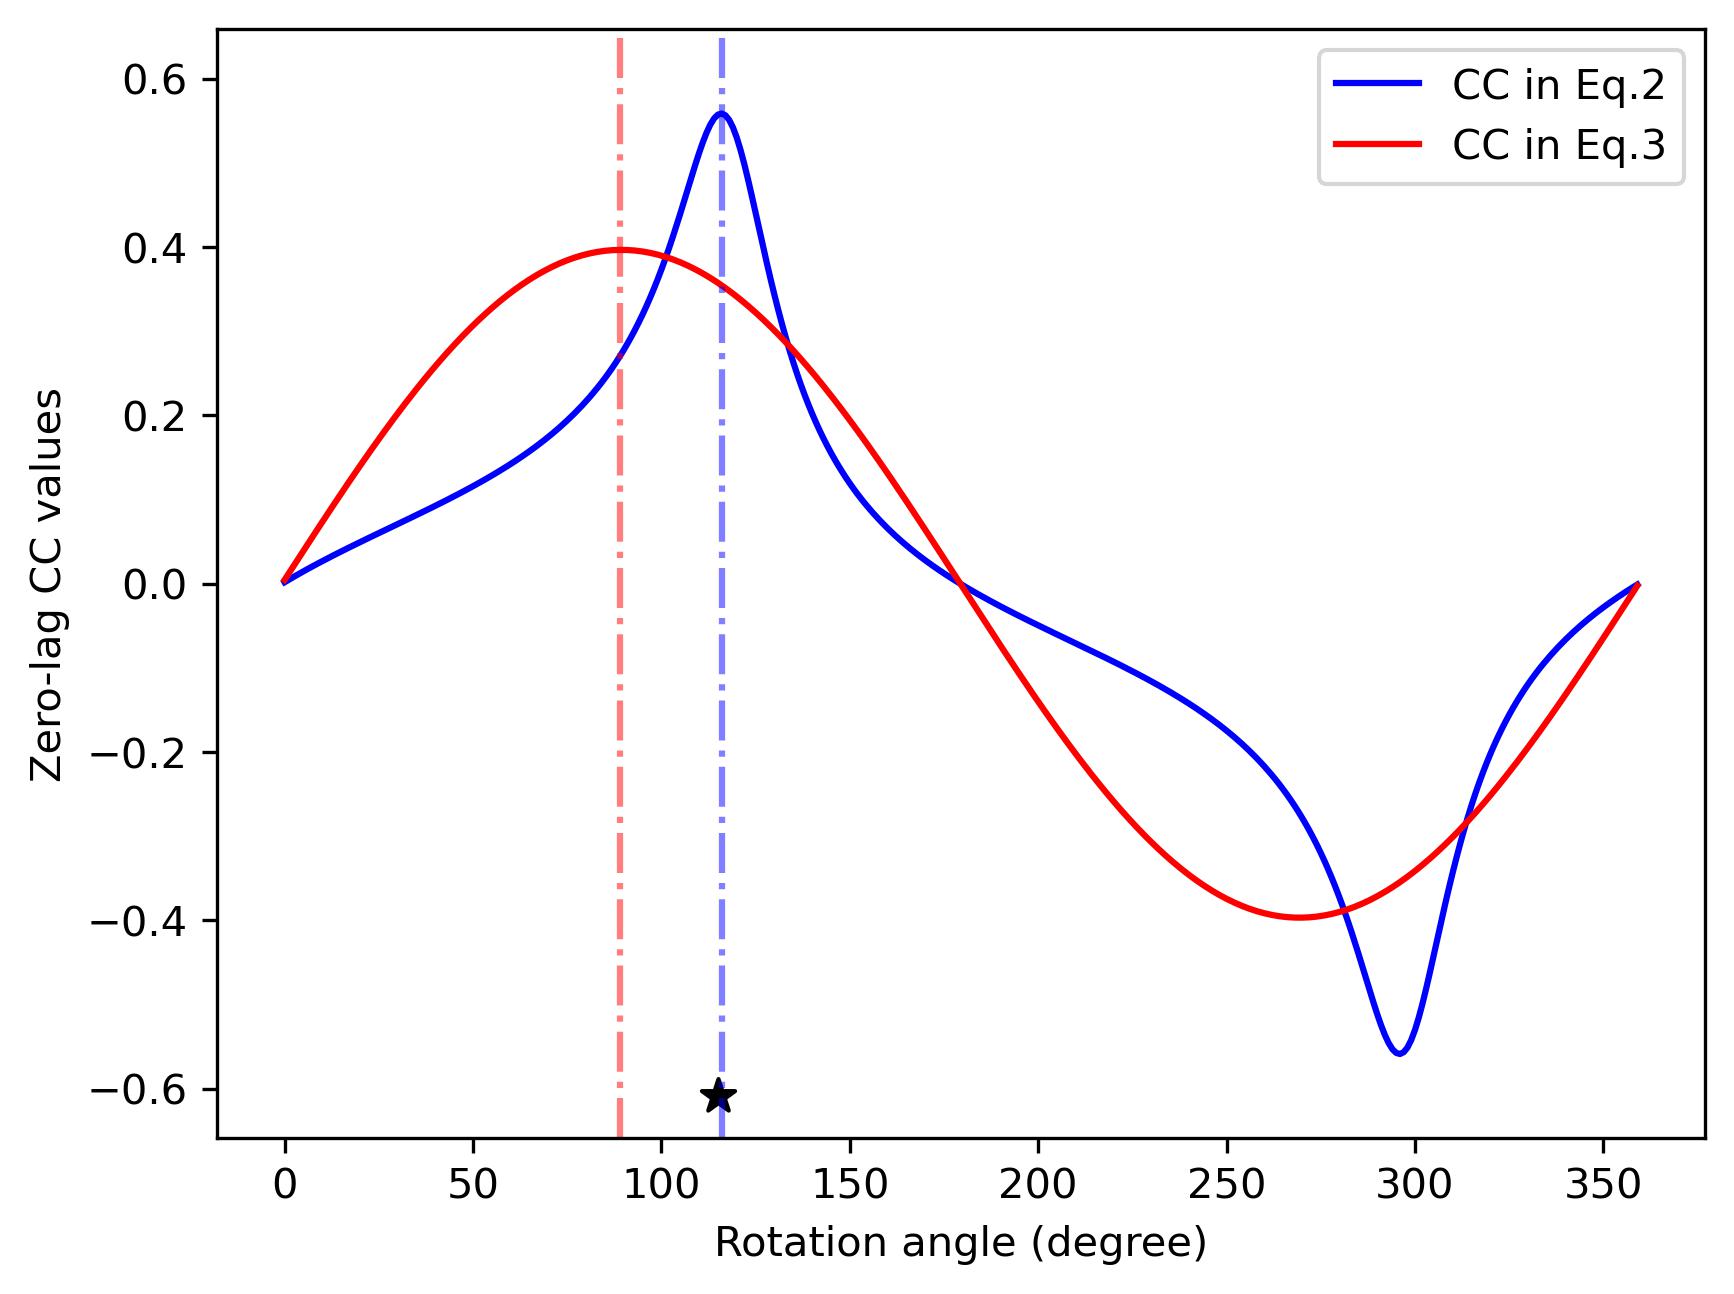 CC in Eq.2
CC in Eq.3
Zero-lag CC values
0.6
0.4
0.2
0.0
−0.2
−0.4
−0.6
0 50 100 150 200 250 300 350
Rotation angle (degree)